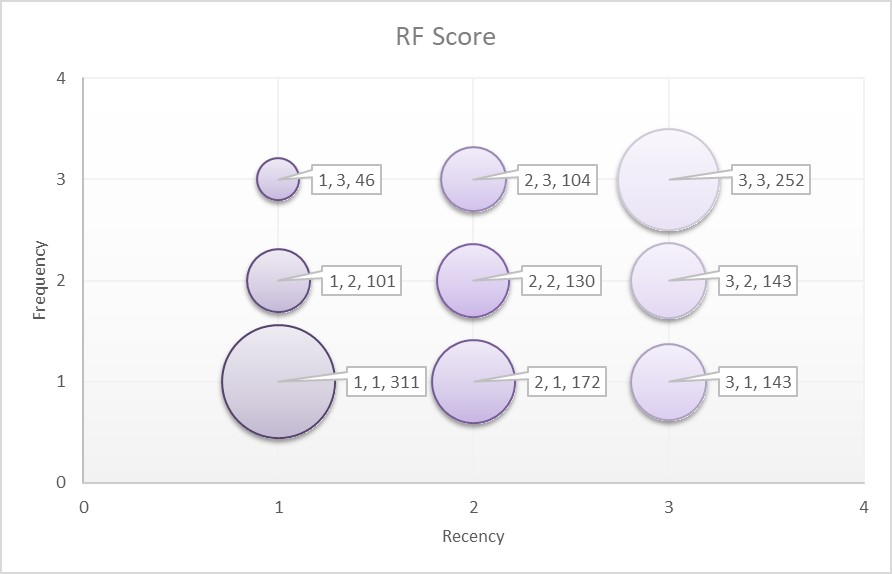 RF Score
4
3
2
1
0
Frequency
1, 3, 46
2, 3, 104
3, 3, 252
1, 2, 101
2, 2, 130
3, 2, 143
1, 1, 311
2, 1, 172
3, 1, 143
0
1
2
3
4
Recency